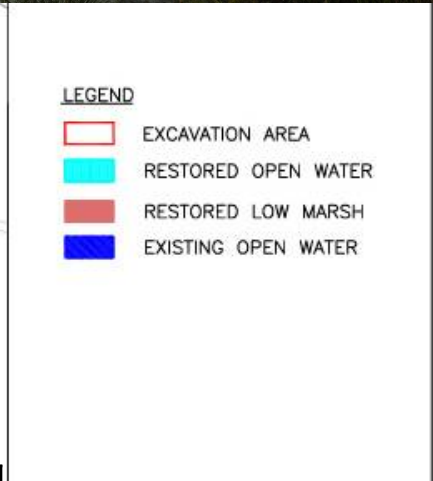 LEGEND
EXCAVATION AREA
RESTORED OPEN WATER
RESTORED LOW MARSH
EXISTING OPEN WATER